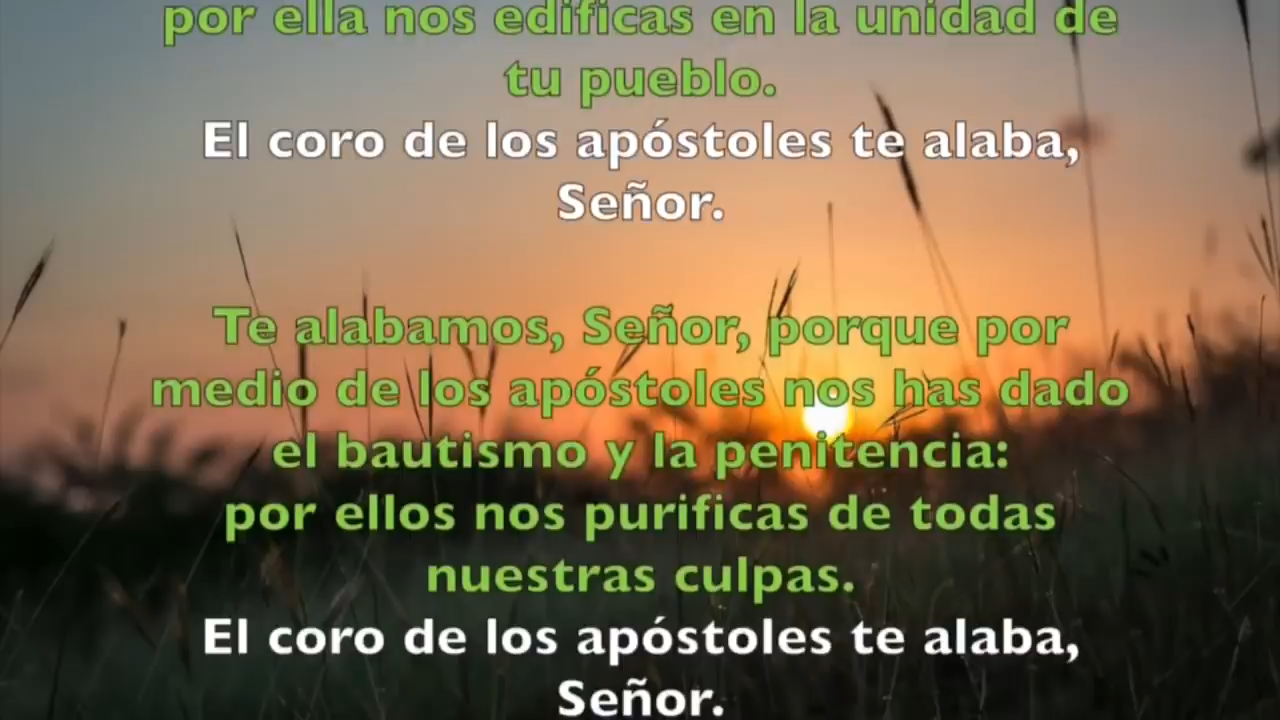 por ella nos edificas en la unidad de
tu pueblo.
El coro de los apóstoles te alaba,
Señor.
Te alabamos, Señor, porque por
medio de los apóstoles nos has dado
el bautismo y la penitencia:
por ellos nos purificas de todas
nuestras culpas.
El coro de los apóstoles te alaba,
Señor.